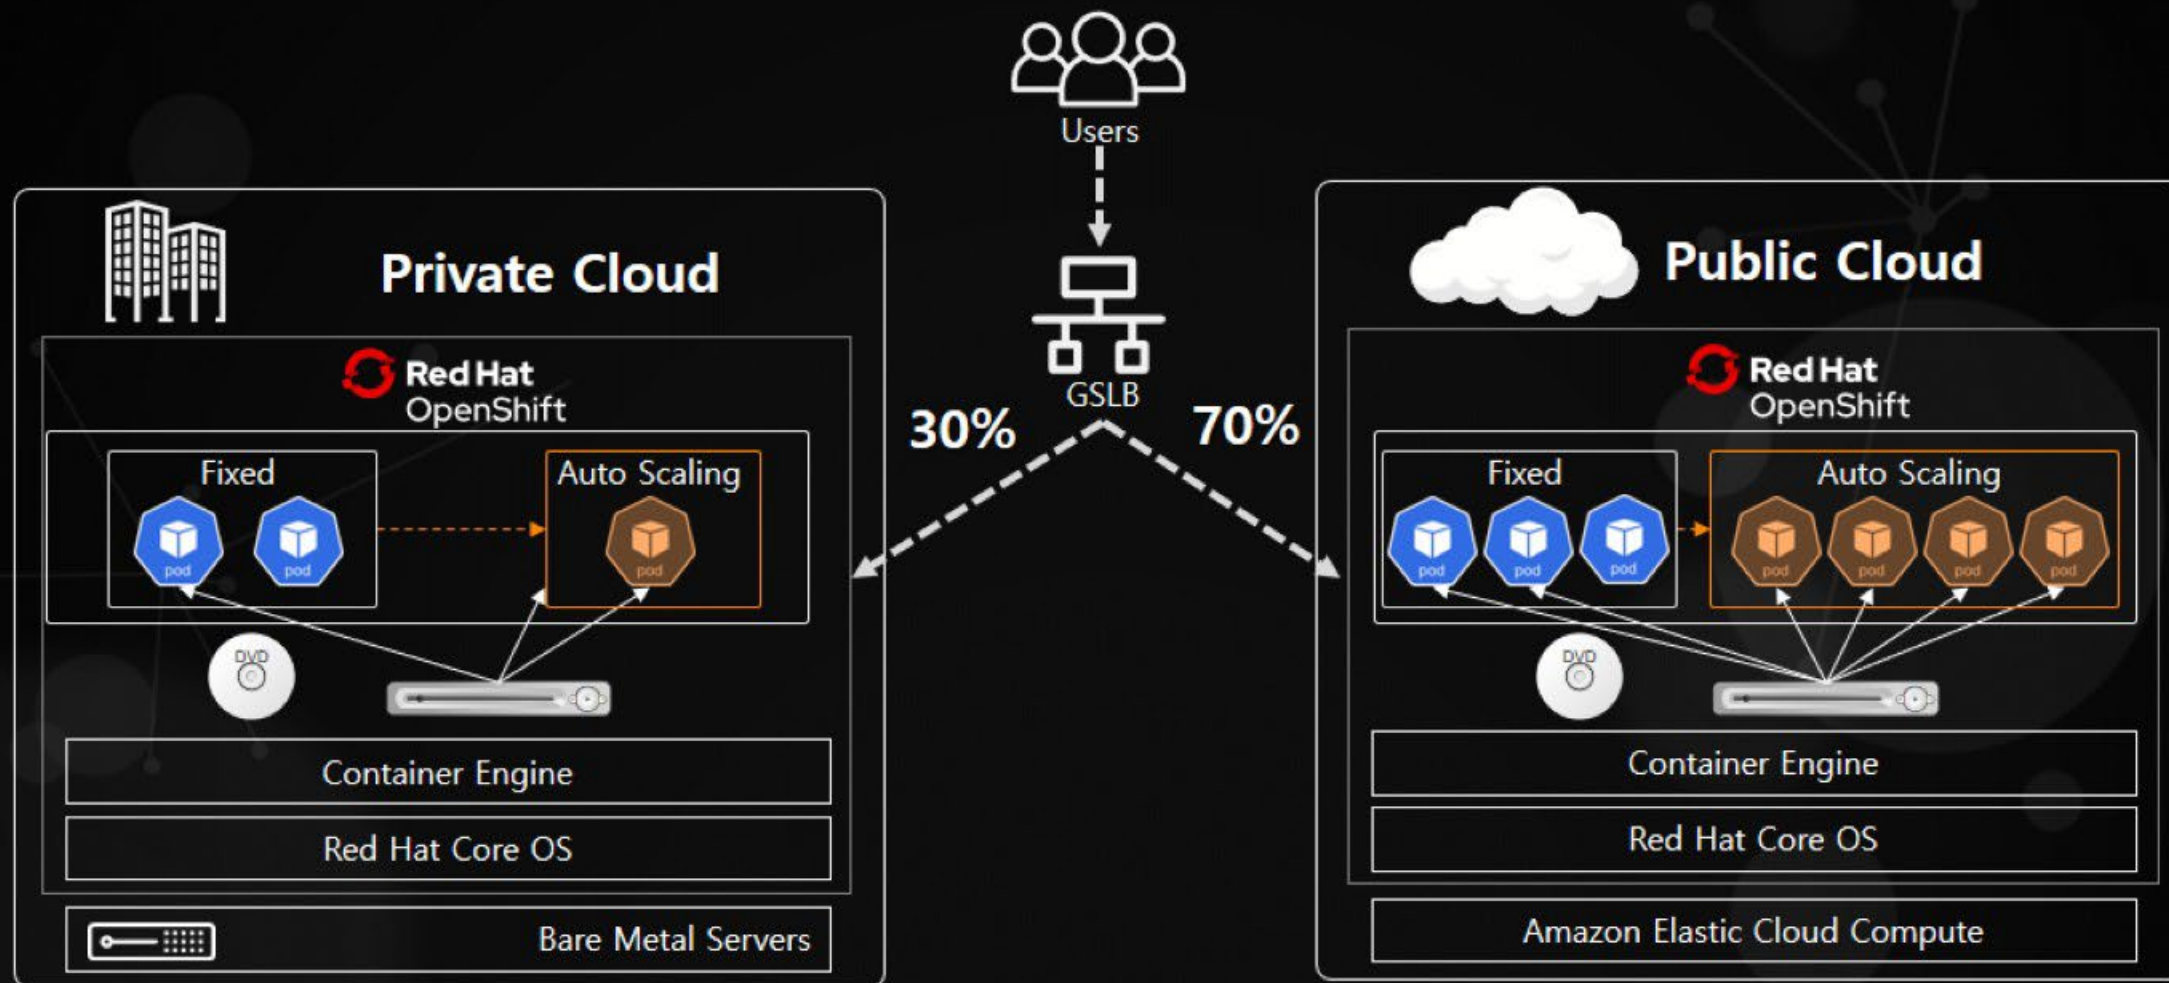 Users
GSLB
30%
70%
Private Cloud
Red Hat
OpenShift
Fixed
Auto Scaling
pod
pod
pod
DVD
Container Engine
Red Hat Core OS
Bare Metal Servers
Public Cloud
Red Hat
OpenShift
Fixed
Auto Scaling
pod
pod
pod
pod
pod
pod
pod
DVD
Container Engine
Red Hat Core OS
Amazon Elastic Cloud Compute